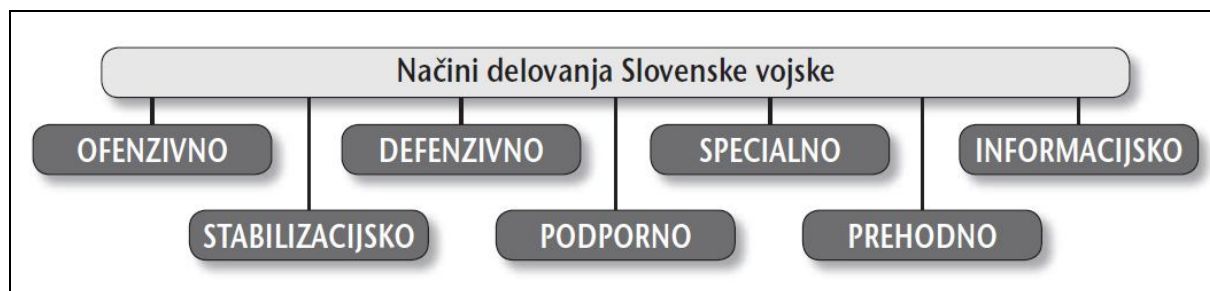 Načini delovanja Slovenske vojske
OFENZIVNO
DEFENZIVNO
SPECIALNO
INFORMACIJSKO
STABILIZACIJSKO
PODPORNO
PREHODNO